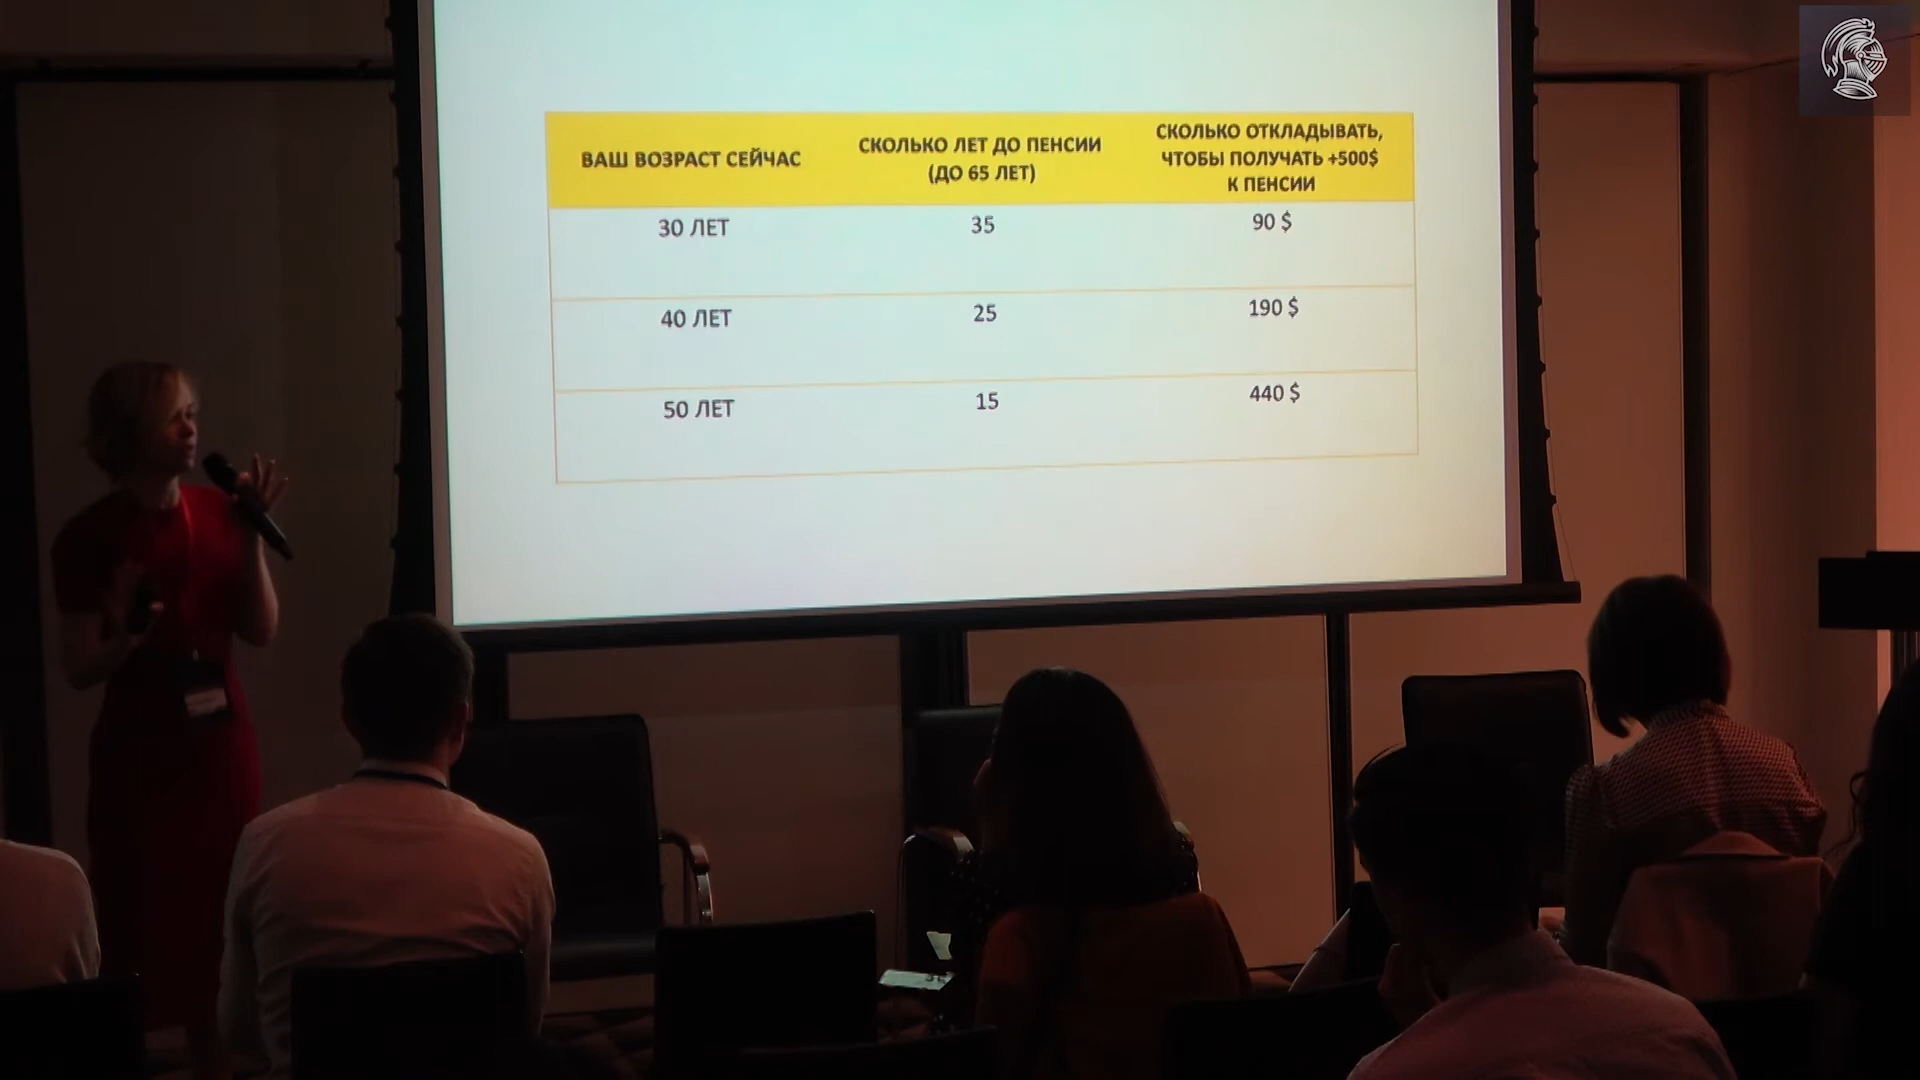 ВАШ ВОЗРАСТ СЕЙЧАС
СКОЛЬКО ЛЕТ ДО ПЕНСИИ
(ДО 65 ЛЕТ)
СКОЛЬКО ОТКЛАДЫВАТЬ,
ЧТОБЫ ПОЛУЧАТЬ +500$
К ПЕНСИИ
30 ЛЕТ 35 90 $
40 ЛЕТ 25 190 $
50 ЛЕТ 15 440 $